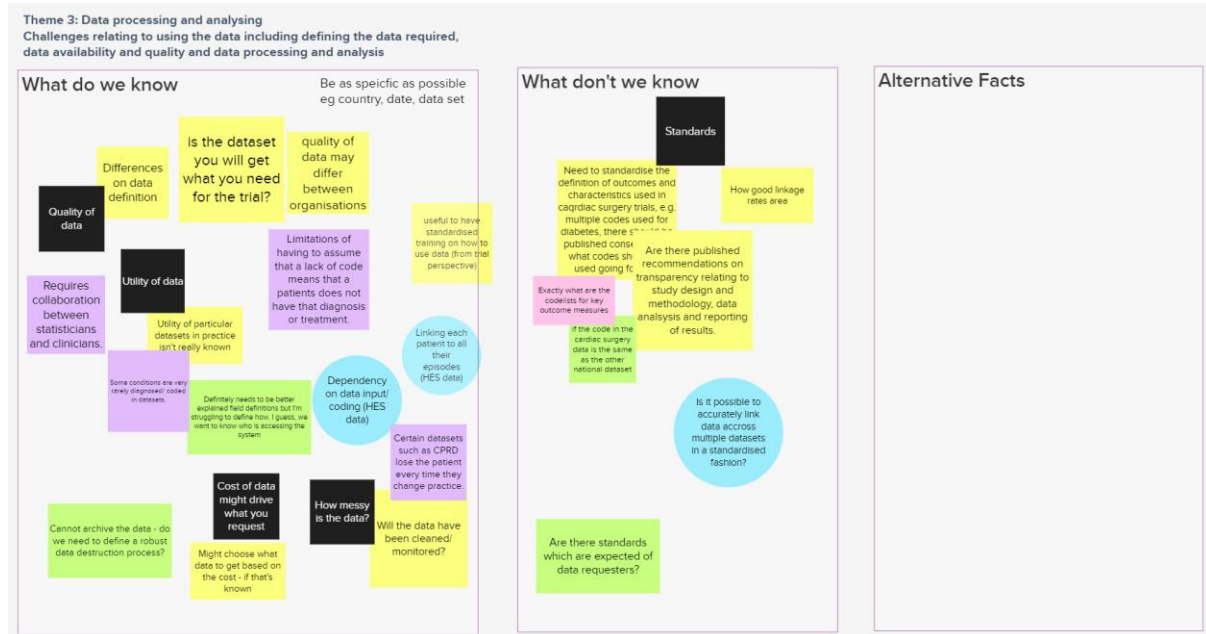 Theme 3: Data processing and analysing
Challenges relating to using the data including defining the data required,
data availability and quality and data processing and analysis
What do we know
Be as speicfic as possible
eg country, date, data set
Differences
on data
definition
Is the dataset
you will get
what you need
for the trial?
quality of
data may
differ
between
organisations
Quality of
data
useful to have
standardised
training on how to
use data (from trial
perspective)
Limitations of
having to assume
that a lack of code
means that a
patients does not
have that diagnosis
or treatment.
Utility of data
Requires
collaboration
between
statisticians
and clinicians.
Utility of particular
datasets in practice
isn't really known
Linking each
patient to all
their
episodes
(HES data)
Some conditions are very
rarely diagnosed/ coded
in datasets.
Definitely needs to be better
explained field definitions but I'm
struggling to define how. I guess, we
want to know who is accessing the
system
Dependency
on data input/
coding (HES
data)
Certain datasets
such as CPRD
lose the patient
every time they
change practice.
Cost of data
might drive
what you
request
How messy
is the data?
Will the data have
been cleaned/
monitored?
Cannot archive the data - do
we need to define a robust
data destruction process?
Might choose what
data to get based on
the cost - if that's
known
What don't we know
Standards
Need to standardise the
definition of outcomes and
characteristics used in
caqrdiac surgery trials, e.g.
multiple codes used for
diabetes, there
published
what codes
used going
How good linkage
rates area
Are there published
recommendations on
transparency relating to
study design and
methodology, data
analsysis and reporting
of results.
Exactly what are the
codelists for key
outcome measures
if the code in the
cardiac surgery
data is the same
as the other
national dataset
Is it possible to
accurately link
data accross
multiple datasets
in a standardised
fashion?
Are there standards
which are expected of
data requesters?
Alternative Facts